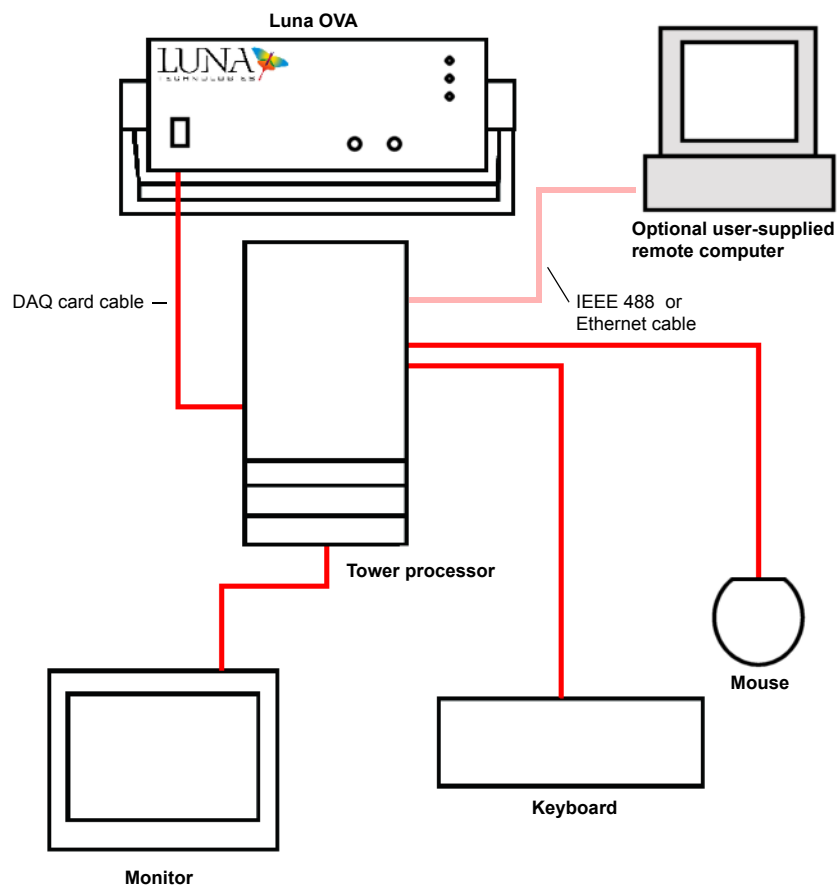 Luna OVA
LUNA
TECHNOLOGIES
Optional user-supplied
remote computer
DAQ card cable
IEEE 488 or
Ethernet cable
Tower processor
Mouse
Keyboard
Monitor